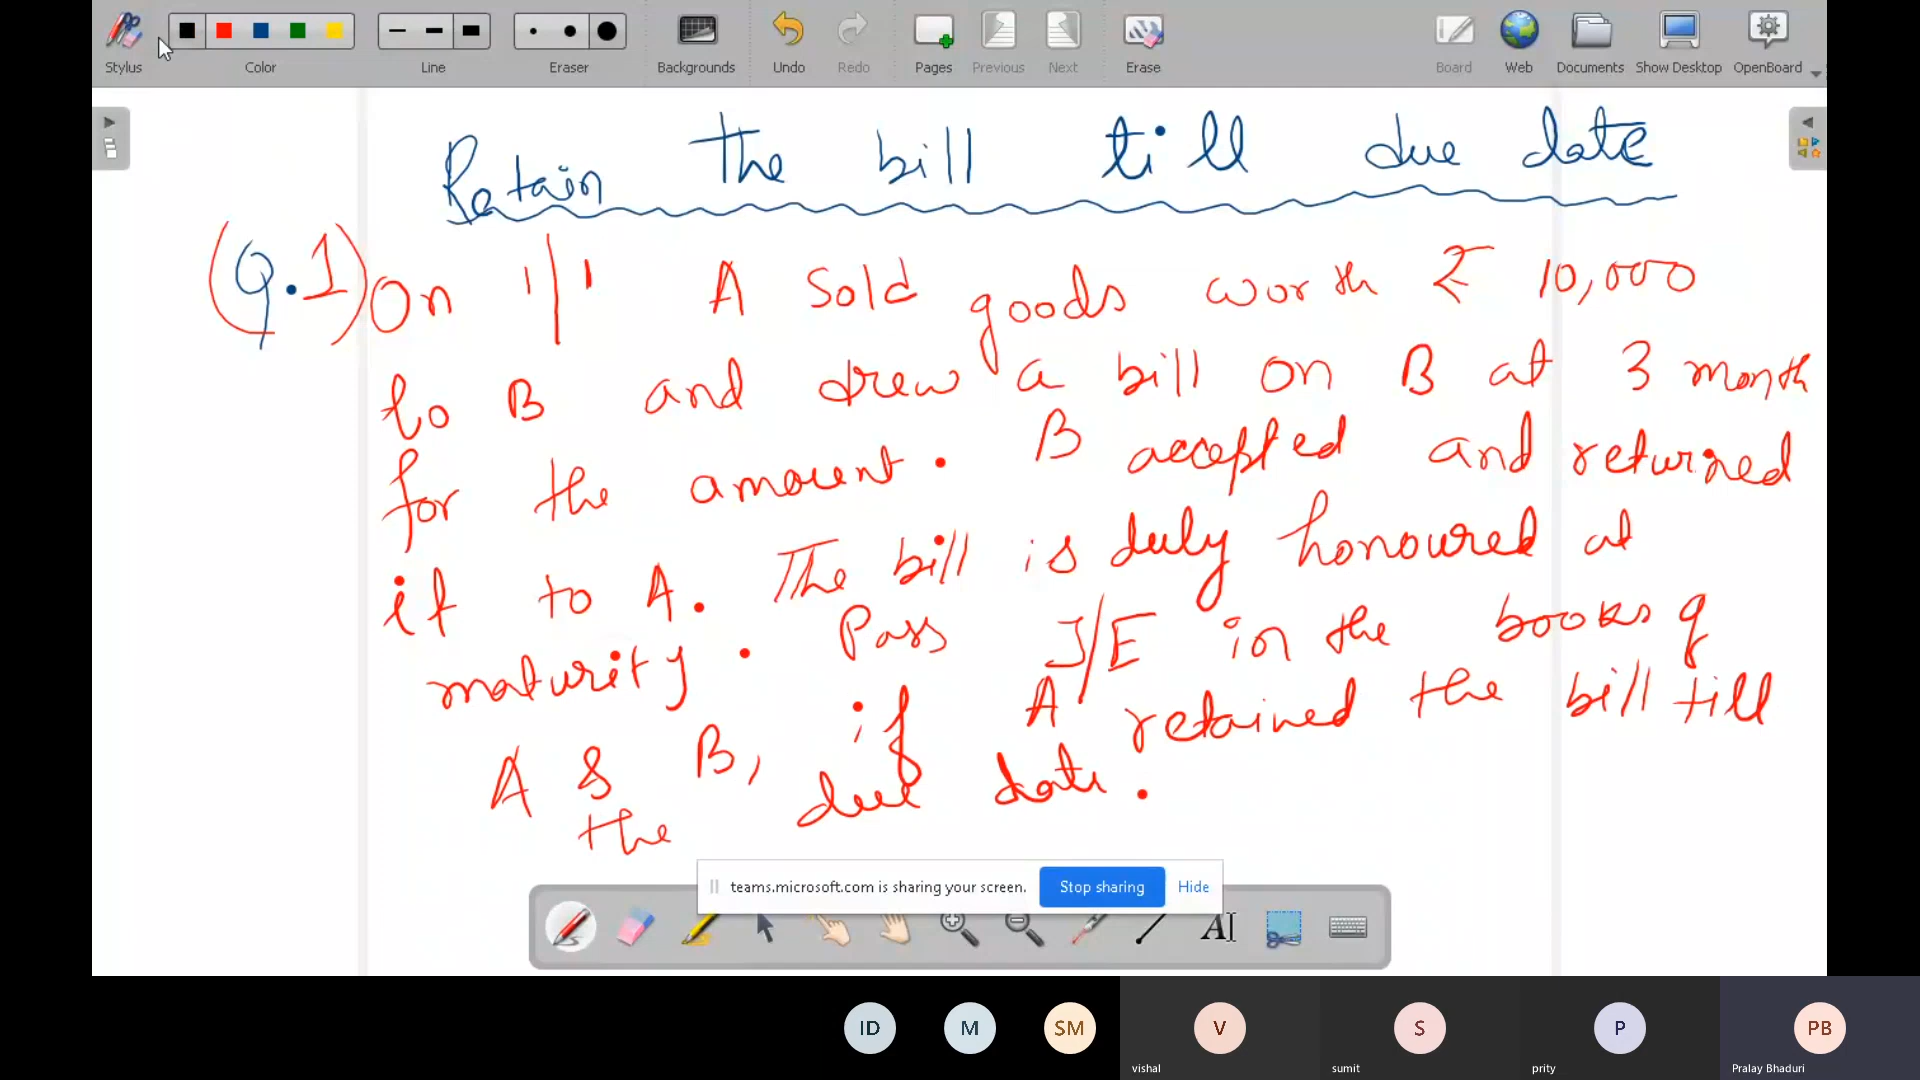 Stylus Color Line Eraser Backgrounds Undo Redo Pages Previous Next Erase Board Web Documents Show Desktop OpenBoard
Retain the bill till due date
(Q.1) On 1/1 A sold goods worth ₹ 10,000
to B and drew a bill on B at 3 month
for the amount. B accepted and returned
it to A. The bill is duly honoured at
maturity. Pass J/E in the books of
A & B, if A retained the bill till
the due date.
teams.microsoft.com is sharing your screen. Stop sharing Hide
ID M SM V S P PB
vishal sumit prity Pralay Bhaduri